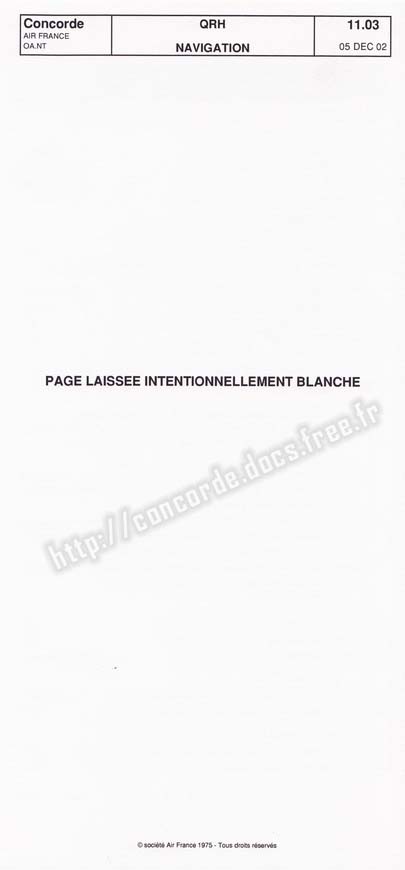 Concorde
AIR FRANCE
OA.NT
QRH
NAVIGATION
11.03
05 DEC 02
PAGE LAISSEE INTENTIONNELLEMENT BLANCHE
http://concorde.docs.free.fr
© société Air France 1975 - Tous droits réservés